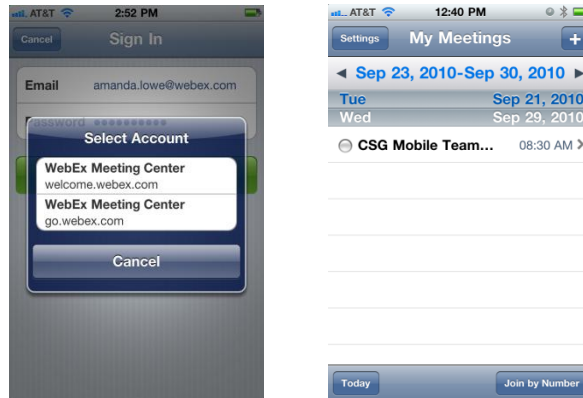 AT&T 2:52 PM
Cancel Sign In
Email amanda.lowe@webex.com
Password
Select Account
WebEx Meeting Center
welcome.webex.com
WebEx Meeting Center
go.webex.com
Cancel
AT&T 12:40 PM
Settings My Meetings +
Sep 23, 2010-Sep 30, 2010
Tue Sep 21, 2010
Wed Sep 29, 2010
CSG Mobile Team... 08:30 AM
Today Join by Number